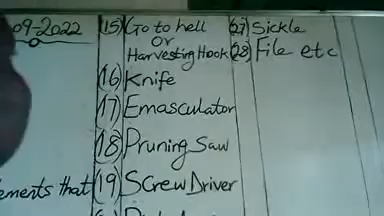 09-2022
15) Go to hell
or
Harvesting Hook
16) Knife
17) Emasculator
18) Pruning Saw
ements that
19) Screw Driver
27) Sickle
28) File etc